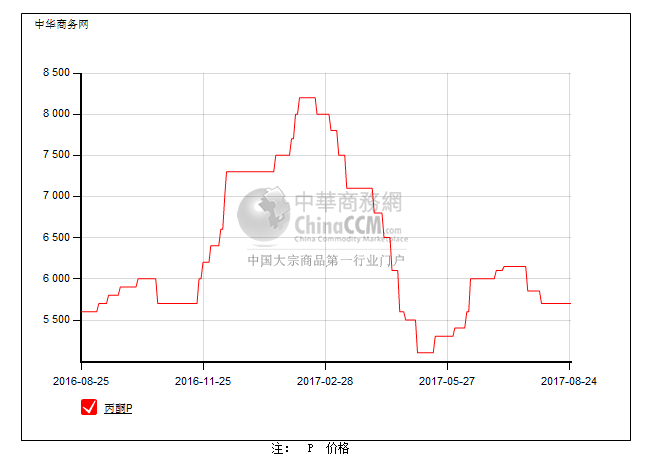 中华商务网
8 500
8 000
7 500
7 000
6 500
6 000
5 500
中華商務網
ChinaCCM.com
China Commodity Marketplace
中国大宗商品第一行业门户
2016-08-25
2016-11-25
2017-02-28
2017-05-27
2017-08-24
丙酮P
注： P 价格